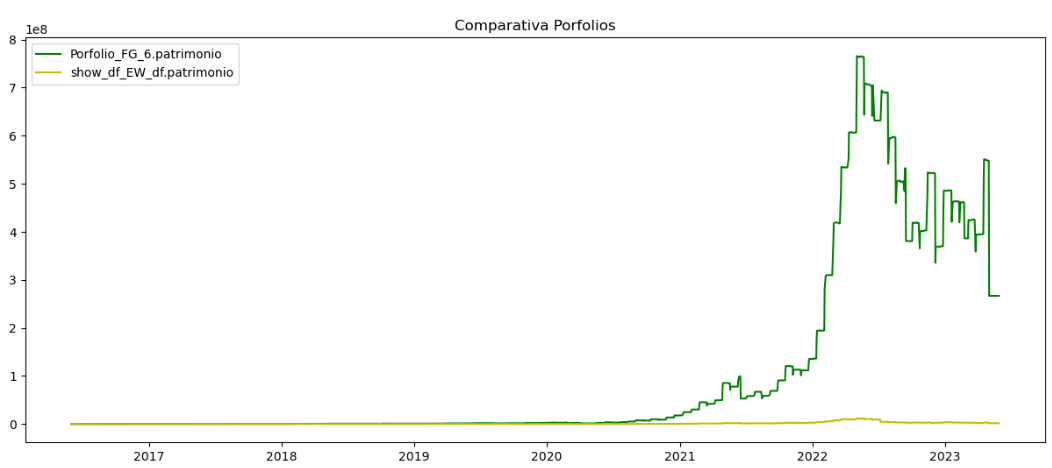 Comparativa Porfolios
1e8
Porfolio_FG_6.patrimonio
show_df_EW_df.patrimonio
8
7
6
5
4
3
2
1
0
2017 2018 2019 2020 2021 2022 2023